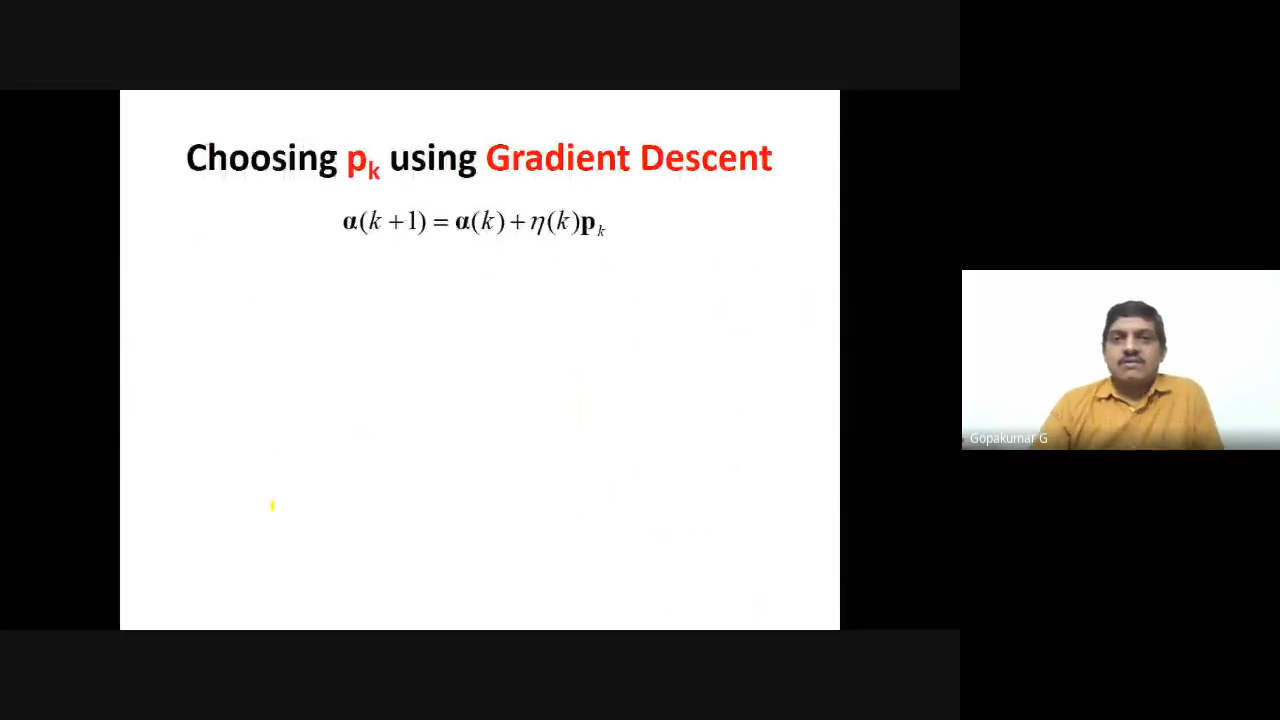 Choosing pk using Gradient Descent
α(k+1) = α(k) + η(k)pk
Gopakumar G